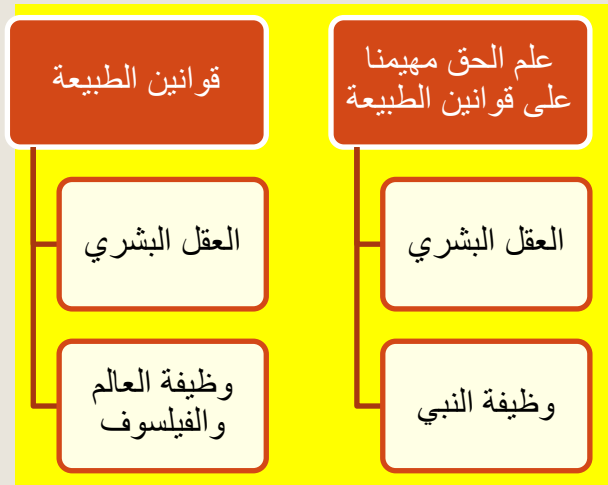 علم الحق مهيمنا
على قوانين الطبيعة
العقل البشري
وظيفة النبي
قوانين الطبيعة
العقل البشري
وظيفة العالم
والفيلسوف